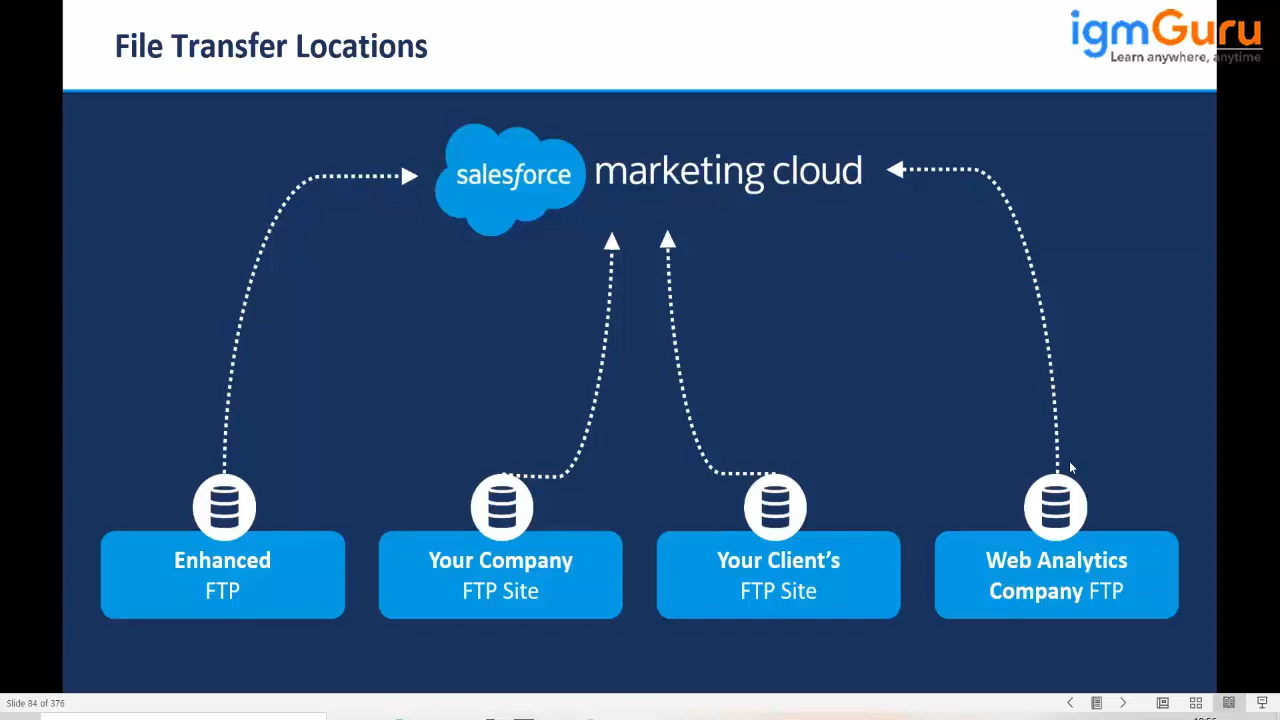 File Transfer Locations
igmGuru
Learn anywhere, anytime
salesforce marketing cloud
Enhanced
FTP
Your Company
FTP Site
Your Client's
FTP Site
Web Analytics
Company FTP
Slide 84 of 376